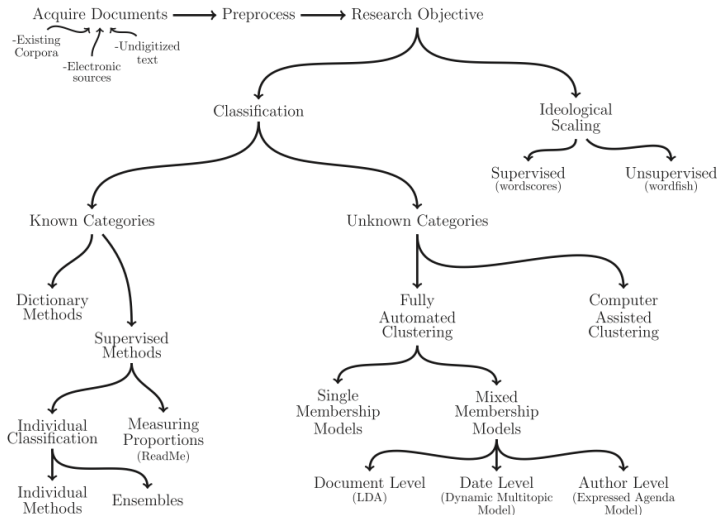 Acquire Documents
Preprocess
Research Objective
-Existing
Corpora
-Electronic
sources
-Undigitized
text
Classification
Ideological
Scaling
Supervised
(wordscores)
Unsupervised
(wordfish)
Known Categories
Unknown Categories
Dictionary
Methods
Supervised
Methods
Fully
Automated
Clustering
Computer
Assisted
Clustering
Individual
Classification
Measuring
Proportions
(ReadMe)
Single
Membership
Models
Mixed
Membership
Models
Individual
Methods
Ensembles
Document Level
(LDA)
Date Level
(Dynamic Multitopic
Model)
Author Level
(Expressed Agenda
Model)